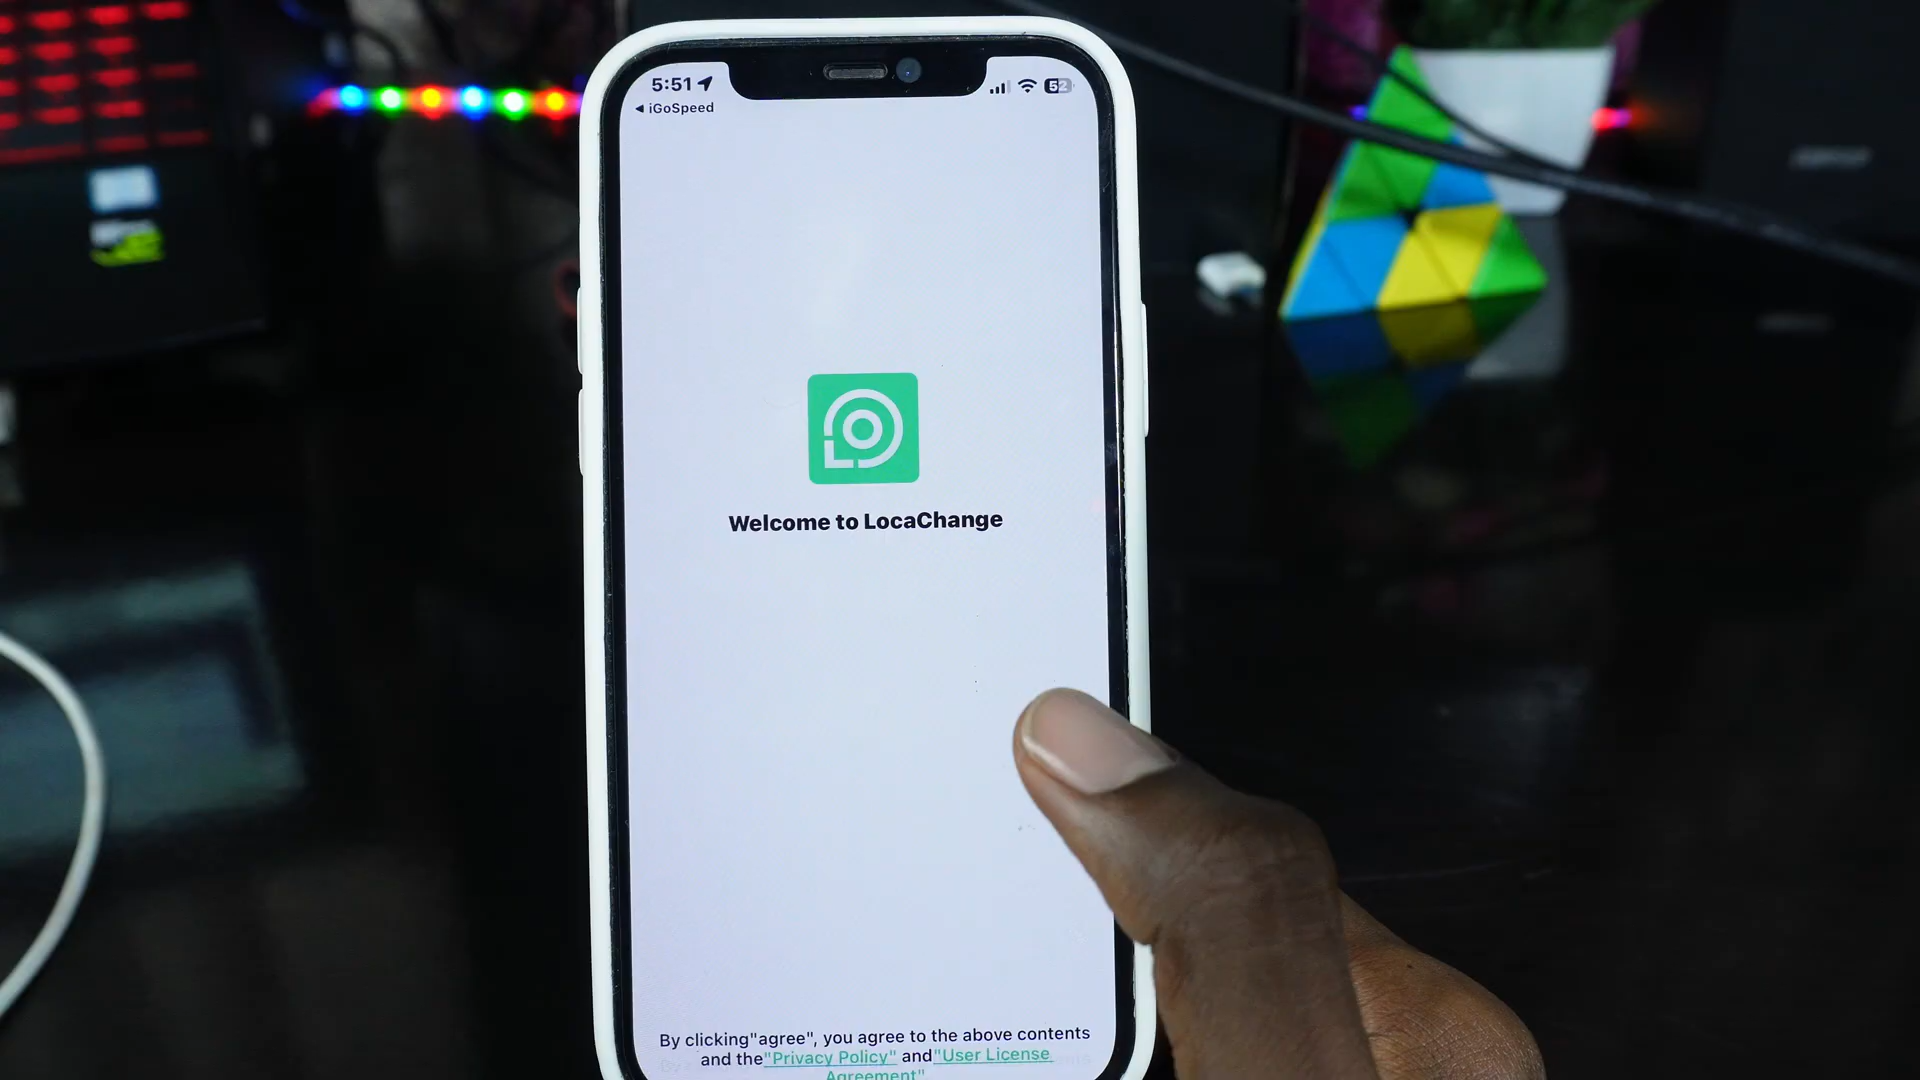 5:51
52
◀ iGoSpeed
Welcome to LocaChange
By clicking"agree", you agree to the above contents
and the"Privacy Policy" and"User License
Agreement"